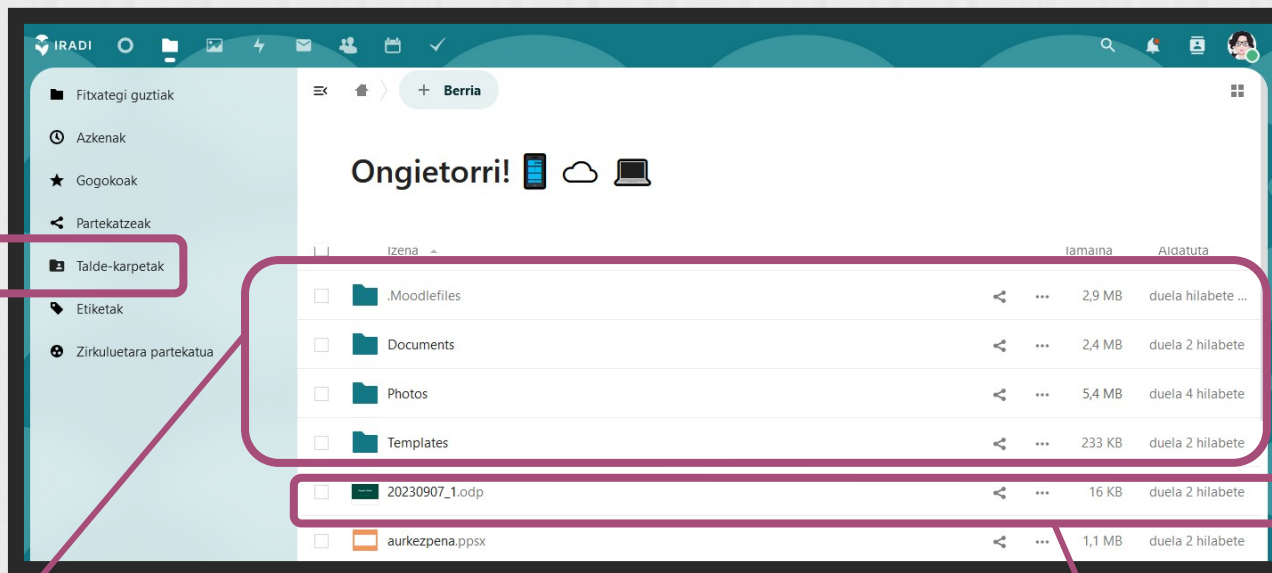 IRADI
Fitxategi guztiak
Azkenak
Gogokoak
Partekatzeak
Talde-karpetak
Etiketak
Zirkuluetara partekatua
+ Berria
Ongietorri!
Izena Tamaina Aldatuta
.Moodlefiles 2,9 MB duela hilabete ...
Documents 2,4 MB duela 2 hilabete
Photos 5,4 MB duela 4 hilabete
Templates 233 KB duela 2 hilabete
20230907_1.odp 16 KB duela 2 hilabete
aurkezpena.ppsx 1,1 MB duela 2 hilabete